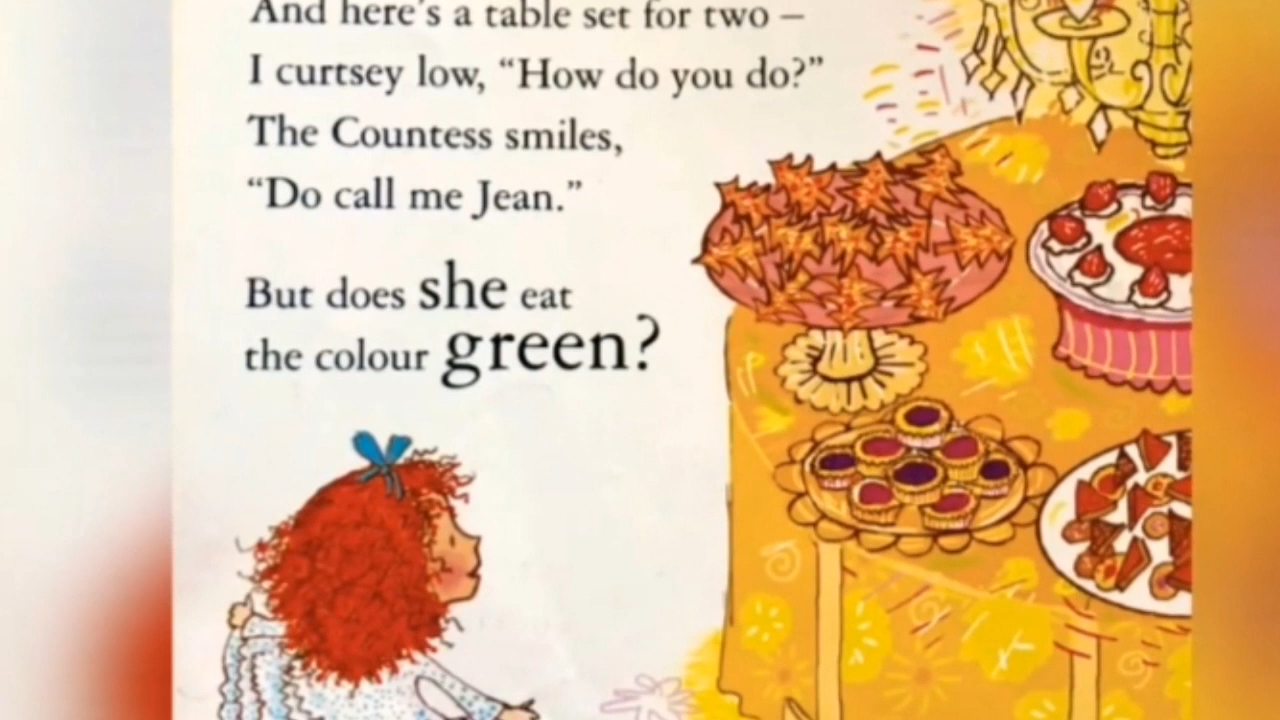 And here's a table set for two –
I curtsey low, “How do you do?”
The Countess smiles,
“Do call me Jean.”
But does she eat
the colour green?